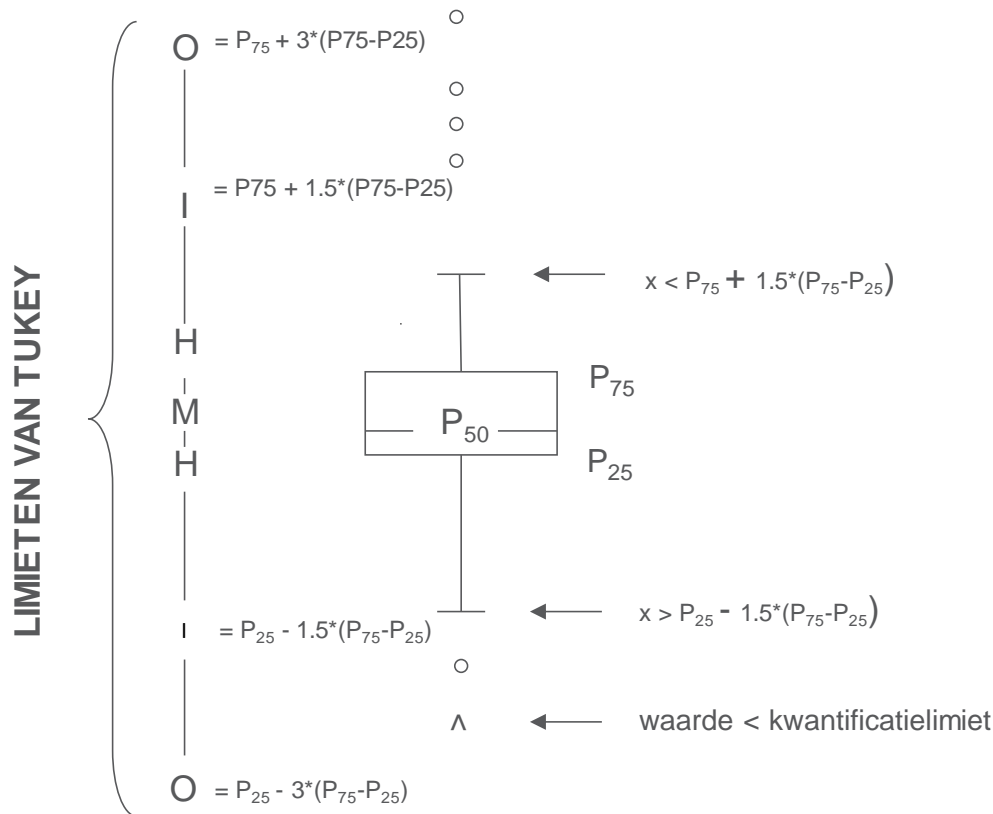 LIMIETEN VAN TUKEY
O = P₇₅ + 3*(P75-P25)
I = P75 + 1.5*(P75-P25)
x < P₇₅ + 1.5*(P₇₅-P₂₅)
H
P₇₅
M
P₅₀
H
P₂₅
x > P₂₅ - 1.5*(P₇₅-P₂₅)
I = P₂₅ - 1.5*(P₇₅-P₂₅)
^ waarde < kwantificatielimiet
O = P₂₅ - 3*(P₇₅-P₂₅)